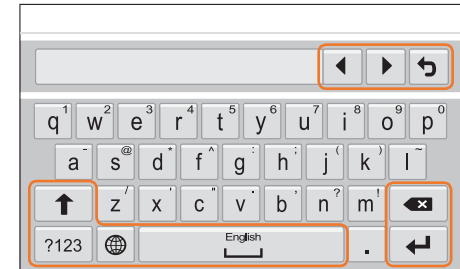 q 1 w 2 e 3 r 4 t 5 y 6 u 7 i 8 o 9 p 0
a - s @ d * f ^ g : h ; j ( k ) l ~
z / x ' c " v . b , n ? m !
?123 English .